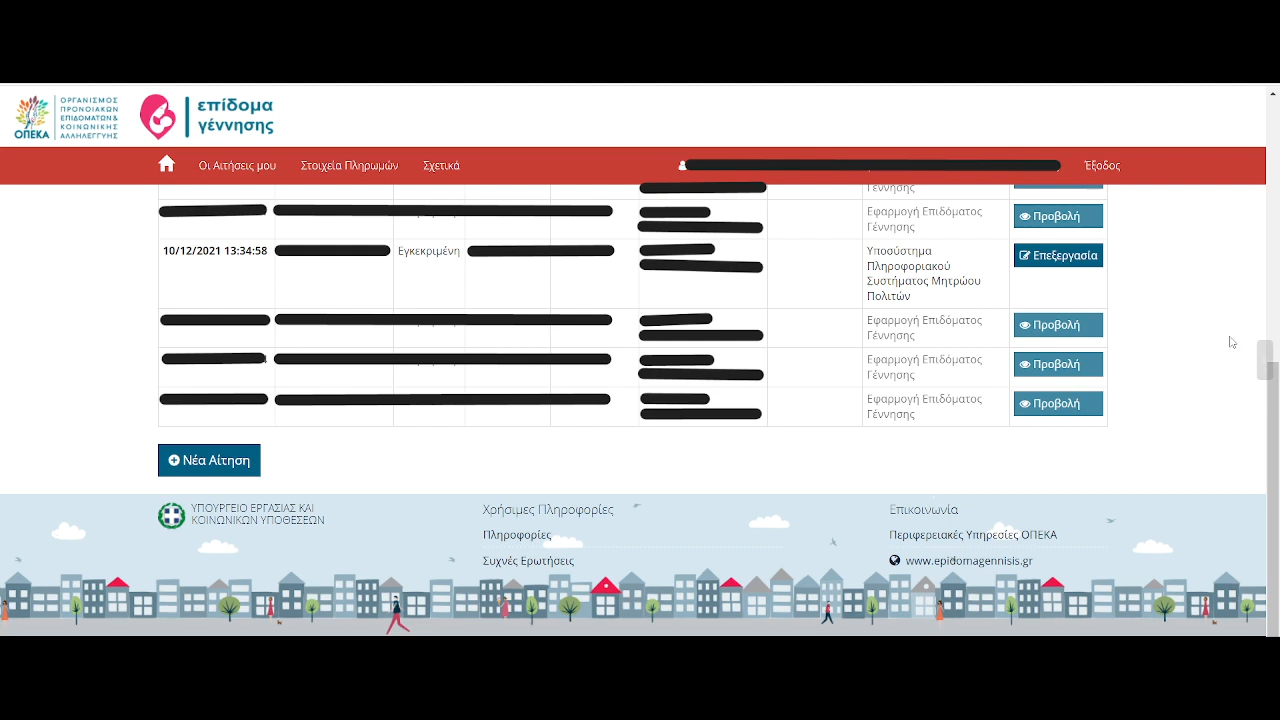 ΟΠΕΚΑ
ΟΡΓΑΝΙΣΜΟΣ
ΠΡΟΝΟΙΑΚΩΝ
ΕΠΙΔΟΜΑΤΩΝ &
ΚΟΙΝΩΝΙΚΗΣ
ΑΛΛΗΛΕΓΓΥΗΣ
επίδομα
γέννησης
Οι Αιτήσεις μου Στοιχεία Πληρωμών Σχετικά Έξοδος
Γέννησης
Εφαρμογή Επιδόματος
Γέννησης
Προβολή
10/12/2021 13:34:58 Εγκεκριμένη
Υποσύστημα
Πληροφοριακού
Συστήματος Μητρώου
Πολιτών
Επεξεργασία
Εφαρμογή Επιδόματος
Γέννησης
Προβολή
Εφαρμογή Επιδόματος
Γέννησης
Προβολή
Εφαρμογή Επιδόματος
Γέννησης
Προβολή
Νέα Αίτηση
ΥΠΟΥΡΓΕΙΟ ΕΡΓΑΣΙΑΣ ΚΑΙ
ΚΟΙΝΩΝΙΚΩΝ ΥΠΟΘΕΣΕΩΝ
Χρήσιμες Πληροφορίες
Πληροφορίες
Συχνές Ερωτήσεις
Επικοινωνία
Περιφερειακές Υπηρεσίες ΟΠΕΚΑ
www.epidomagennisis.gr